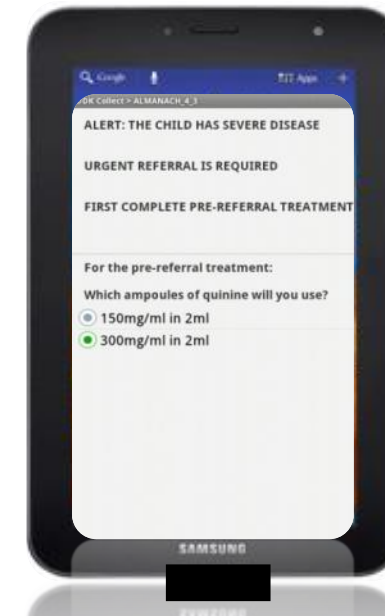 Google
Apps +
ODK Collect > ALMANACH_4_3
ALERT: THE CHILD HAS SEVERE DISEASE
URGENT REFERRAL IS REQUIRED
FIRST COMPLETE PRE-REFERRAL TREATMENT
For the pre-referral treatment:
Which ampoules of quinine will you use?
150mg/ml in 2ml
300mg/ml in 2ml
SAMSUNG